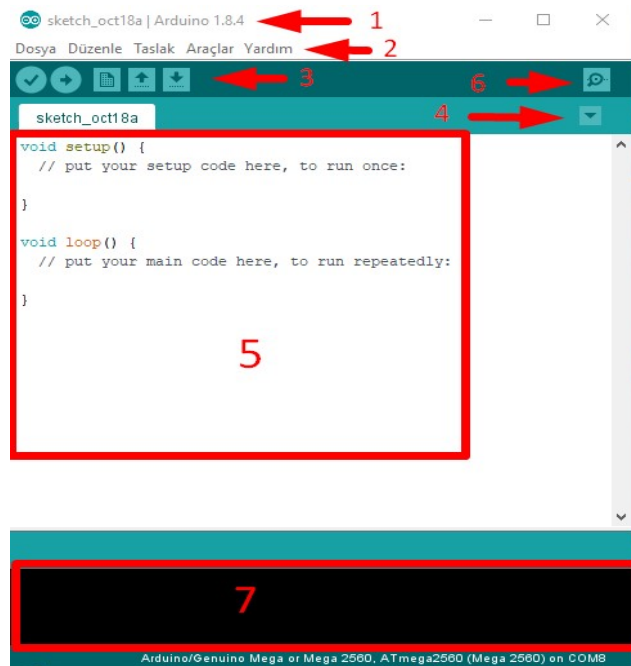 sketch_oct18a | Arduino 1.8.4 1
Dosya Düzenle Taslak Araçlar Yardım 2
3 6
sketch_oct18a 4
void setup() {
// put your setup code here, to run once:
}
void loop() {
// put your main code here, to run repeatedly:
}
5
7
Arduino/Genuino Mega or Mega 2560, ATmega2560 (Mega 2560) on COM8